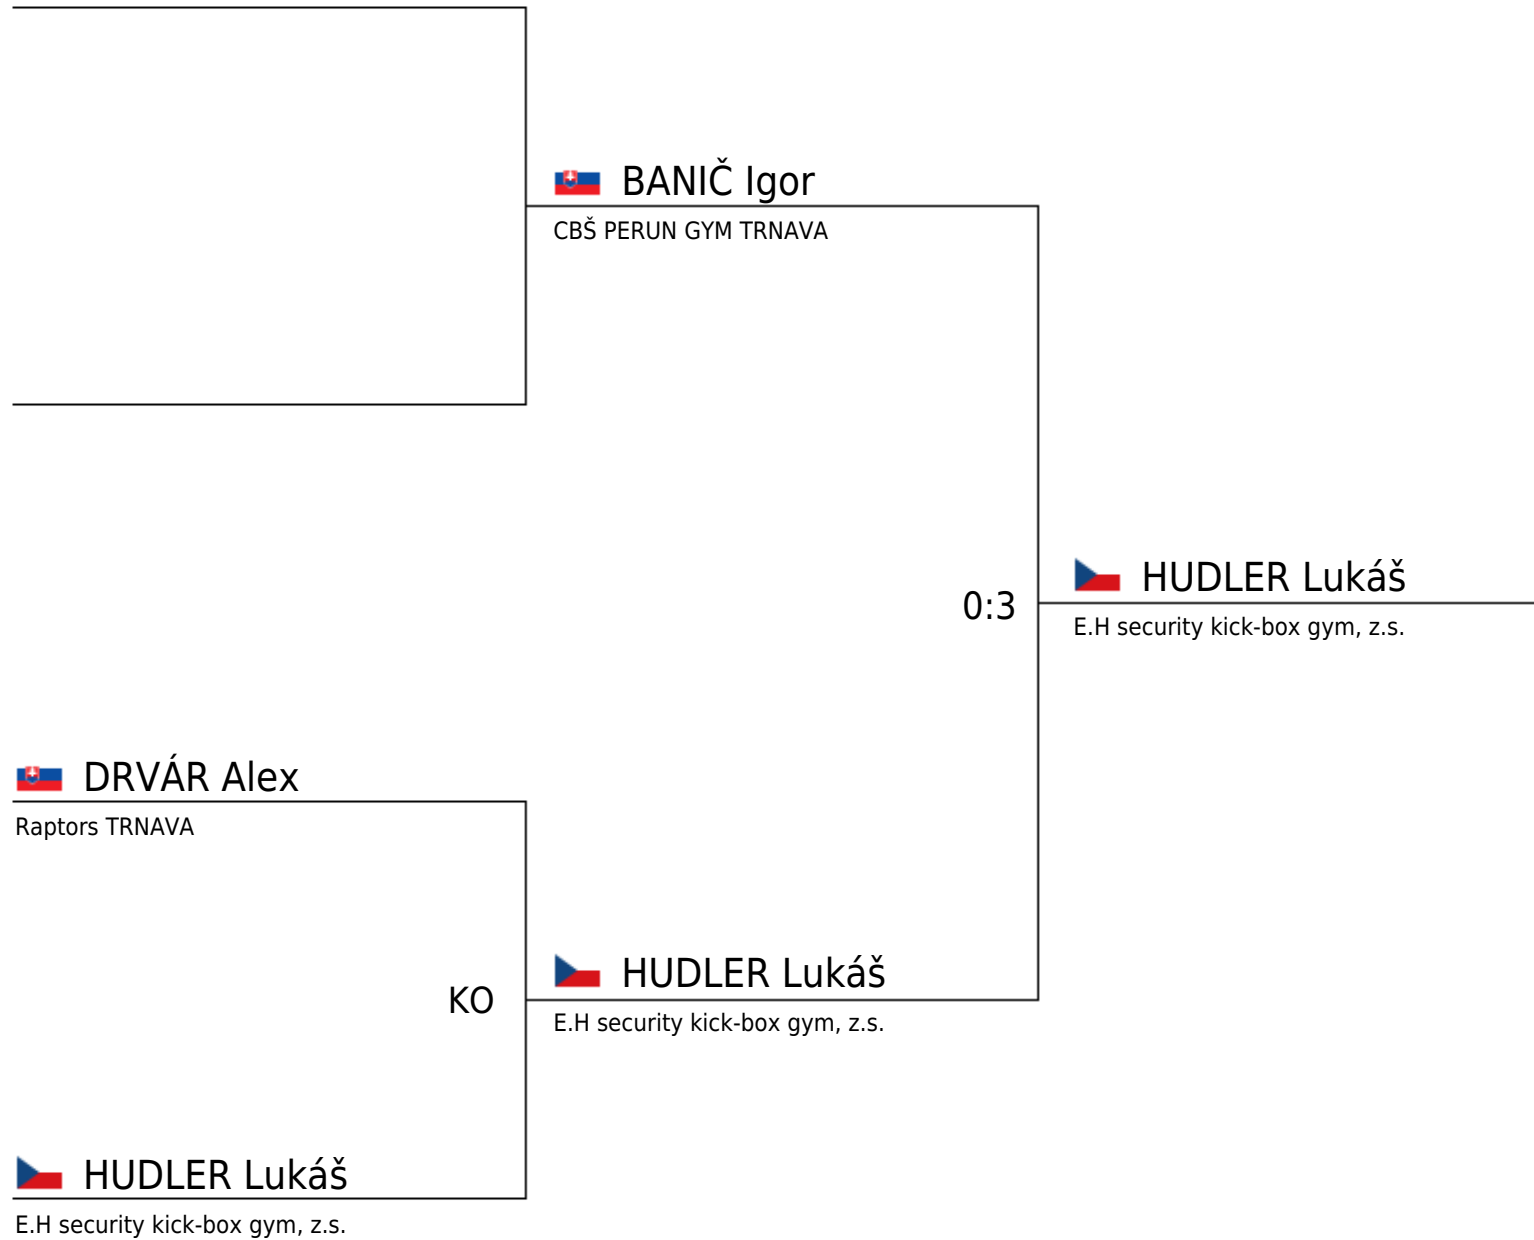 BANIČ Igor
CBŠ PERUN GYM TRNAVA
0:3
HUDLER Lukáš
E.H security kick-box gym, z.s.
DRVÁR Alex
Raptors TRNAVA
KO
HUDLER Lukáš
E.H security kick-box gym, z.s.
HUDLER Lukáš
E.H security kick-box gym, z.s.